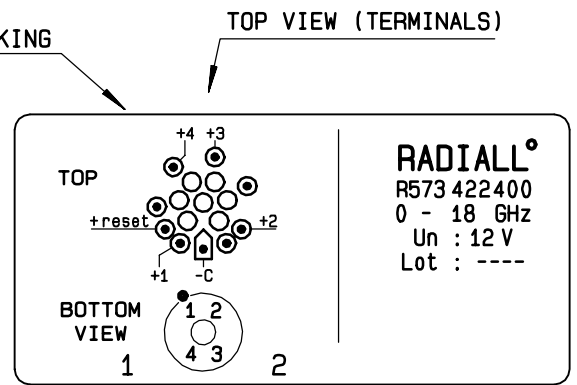 TOP VIEW (TERMINALS)
KING
+4 +3
TOP
+reset
+2
+1 -C
BOTTOM
VIEW
1 2
4 3
1 2
RADIALL°
R573 422400
0 - 18 GHz
Un : 12 V
Lot : ----